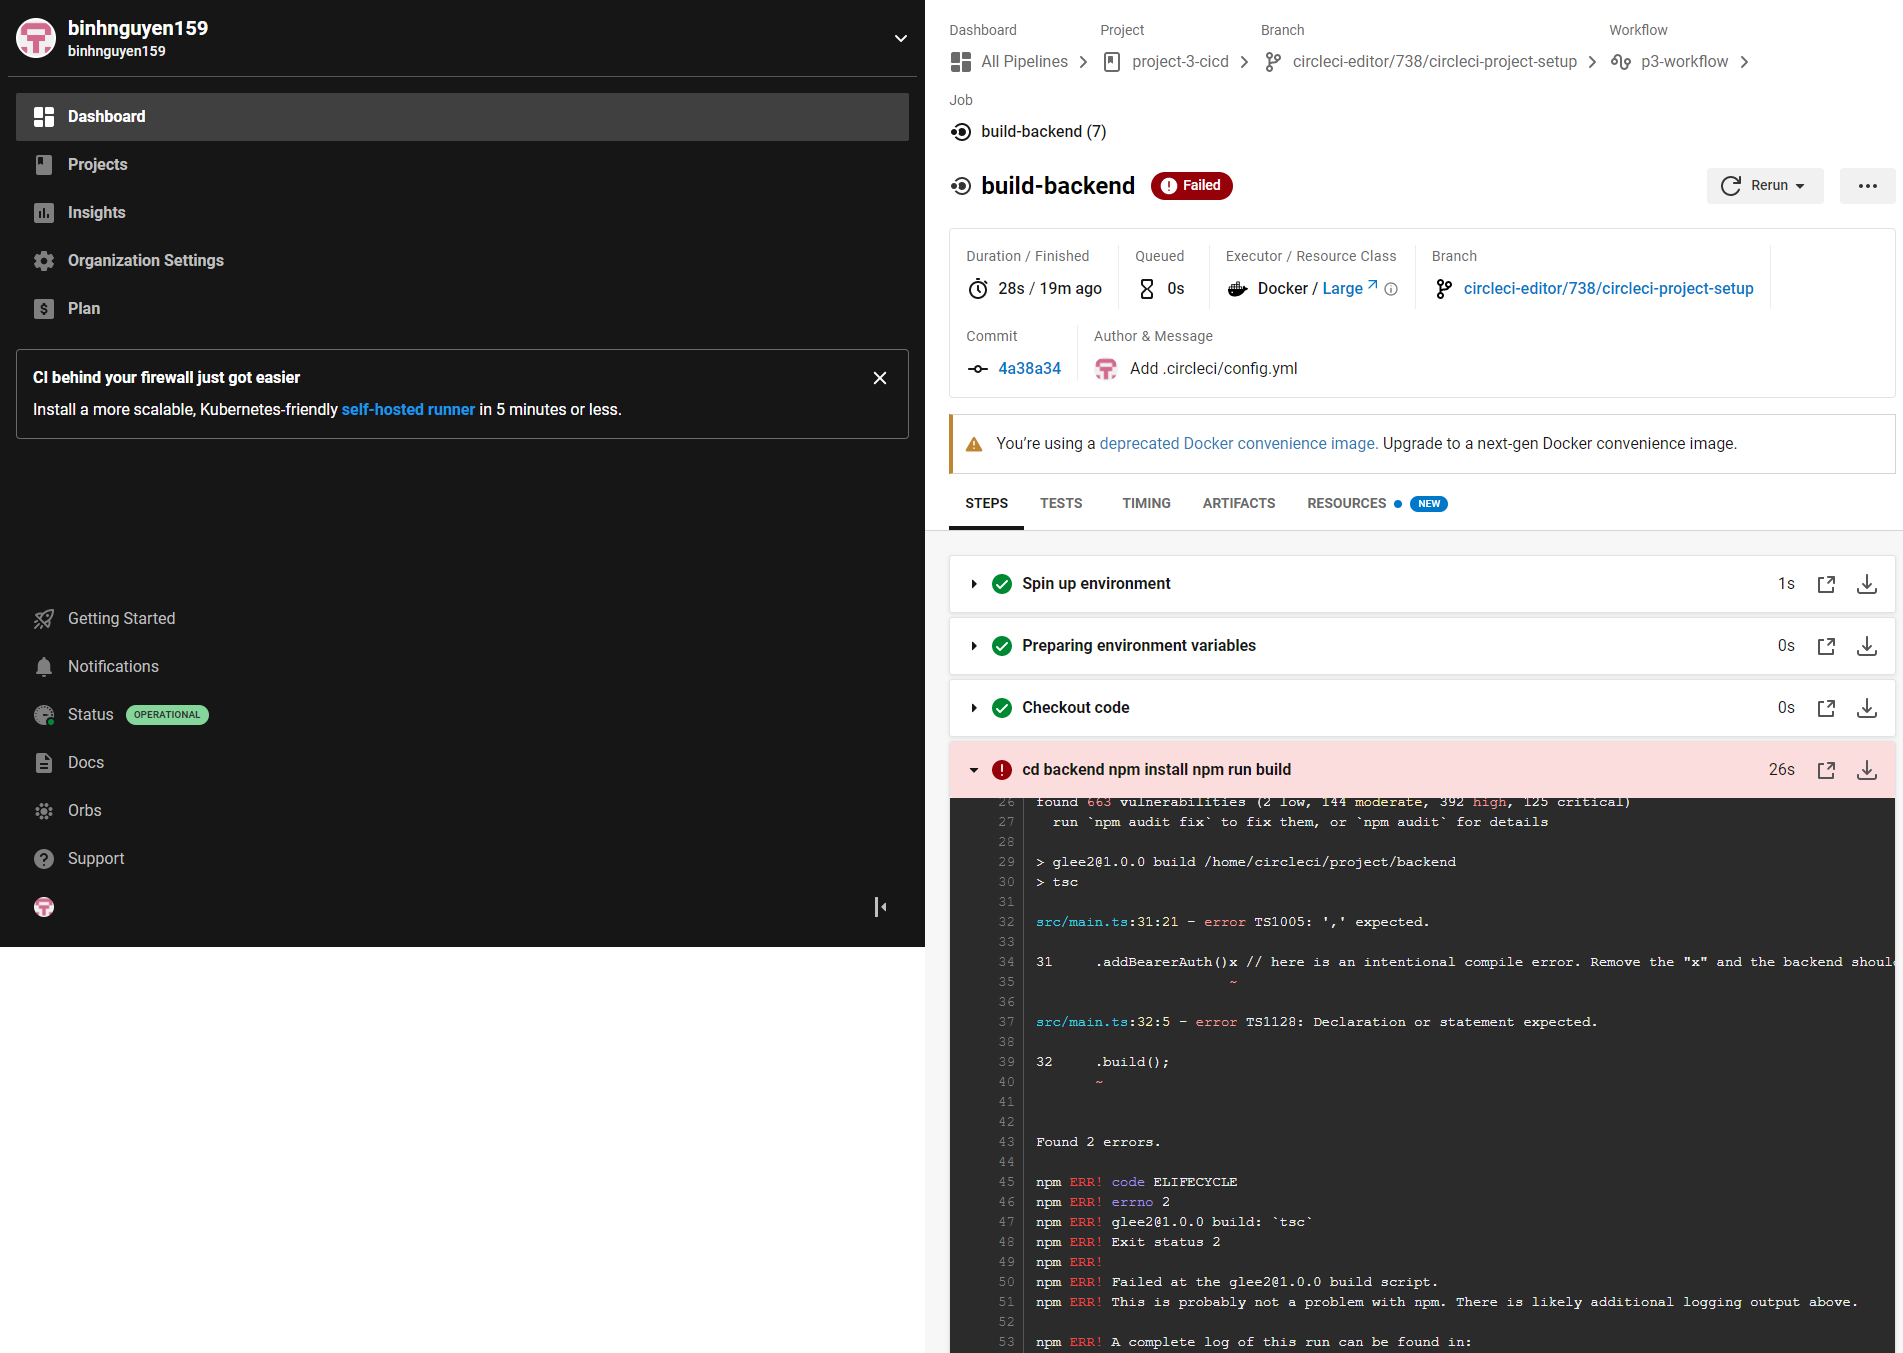 binhnguyen159
binhnguyen159
Dashboard
Projects
Insights
Organization Settings
Plan
CI behind your firewall just got easier
Install a more scalable, Kubernetes-friendly self-hosted runner in 5 minutes or less.
Getting Started
Notifications
Status OPERATIONAL
Docs
Orbs
Support
Dashboard Project Branch Workflow
All Pipelines project-3-cicd circleci-editor/738/circleci-project-setup p3-workflow
Job
build-backend (7)
build-backend Failed Rerun
Duration / Finished Queued Executor / Resource Class Branch
28s / 19m ago 0s Docker / Large circleci-editor/738/circleci-project-setup
Commit Author & Message
4a38a34 Add .circleci/config.yml
You’re using a deprecated Docker convenience image. Upgrade to a next-gen Docker convenience image.
STEPS TESTS TIMING ARTIFACTS RESOURCES NEW
Spin up environment 1s
Preparing environment variables 0s
Checkout code 0s
cd backend npm install npm run build 26s
26 found 663 vulnerabilities (2 low, 144 moderate, 392 high, 125 critical)
27 run `npm audit fix` to fix them, or `npm audit` for details
28
29 > glee2@1.0.0 build /home/circleci/project/backend
30 > tsc
31
32 src/main.ts:31:21 - error TS1005: ',' expected.
33
34 31 .addBearerAuth()x // here is an intentional compile error. Remove the "x" and the backend shoul
35 ~
36
37 src/main.ts:32:5 - error TS1128: Declaration or statement expected.
38
39 32 .build();
40 ~
41
42
43 Found 2 errors.
44
45 npm ERR! code ELIFECYCLE
46 npm ERR! errno 2
47 npm ERR! glee2@1.0.0 build: `tsc`
48 npm ERR! Exit status 2
49 npm ERR!
50 npm ERR! Failed at the glee2@1.0.0 build script.
51 npm ERR! This is probably not a problem with npm. There is likely additional logging output above.
52
53 npm ERR! A complete log of this run can be found in: